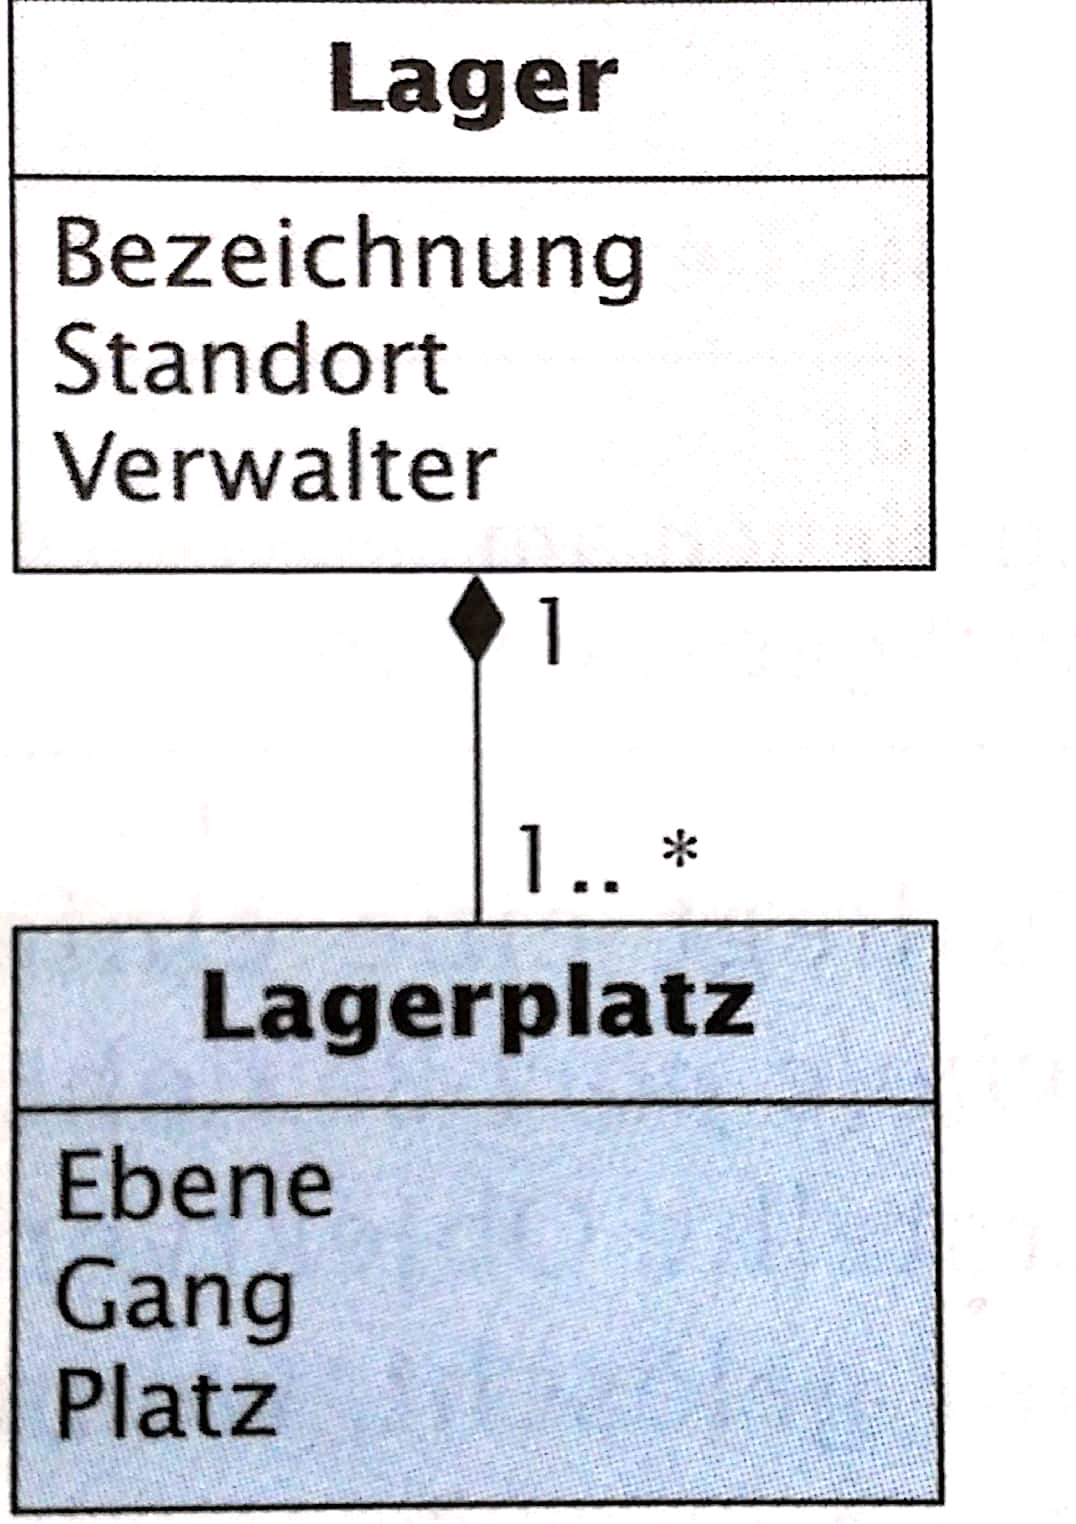 Lager
Bezeichnung
Standort
Verwalter
1
1.. *
Lagerplatz
Ebene
Gang
Platz